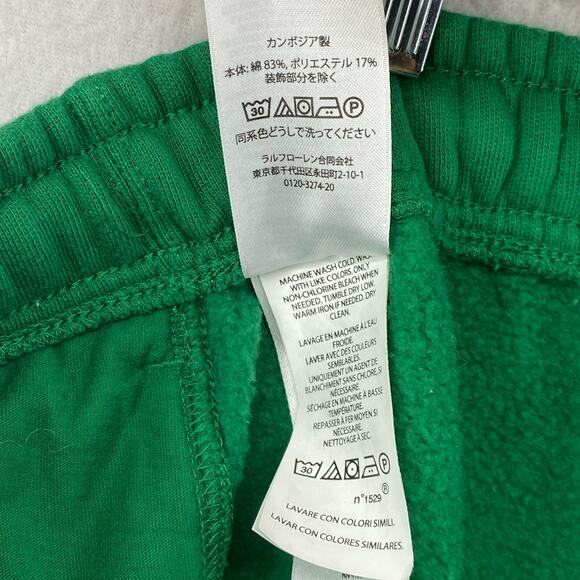 カンボジア製
本体: 綿 83%, ポリエステル 17%
装飾部分を除く
30 P
同系色どうしで洗ってください
ラルフローレン合同会社
東京都千代田区永田町2-10-1
0120-3274-20
MACHINE WASH COLD,
WITH LIKE COLORS, ONLY
NON-CHLORINE BLEACH WHEN
NEEDED, TUMBLE DRY LOW.
WARM IRON IF NEEDED. DRY
CLEAN.
LAVAGE EN MACHINE À L'EAU
FROIDE.
LAVER AVEC DES COULEURS
SEMBLABLES.
UNIQUEMENT UN AGENT DE
BLANCHIMENT SANS CHLORE, SI
NÉCESSAIRE.
SÉCHAGE EN MACHINE À BASSE
TEMPÉRATURE.
REPASSER À FER MOYEN SI
NÉCESSAIRE.
NETTOYAGE À SEC.
30 P
n°1529 ®
LAVARE CON COLORI SIMILI.
LAVAR CON COLORES SIMILARES.